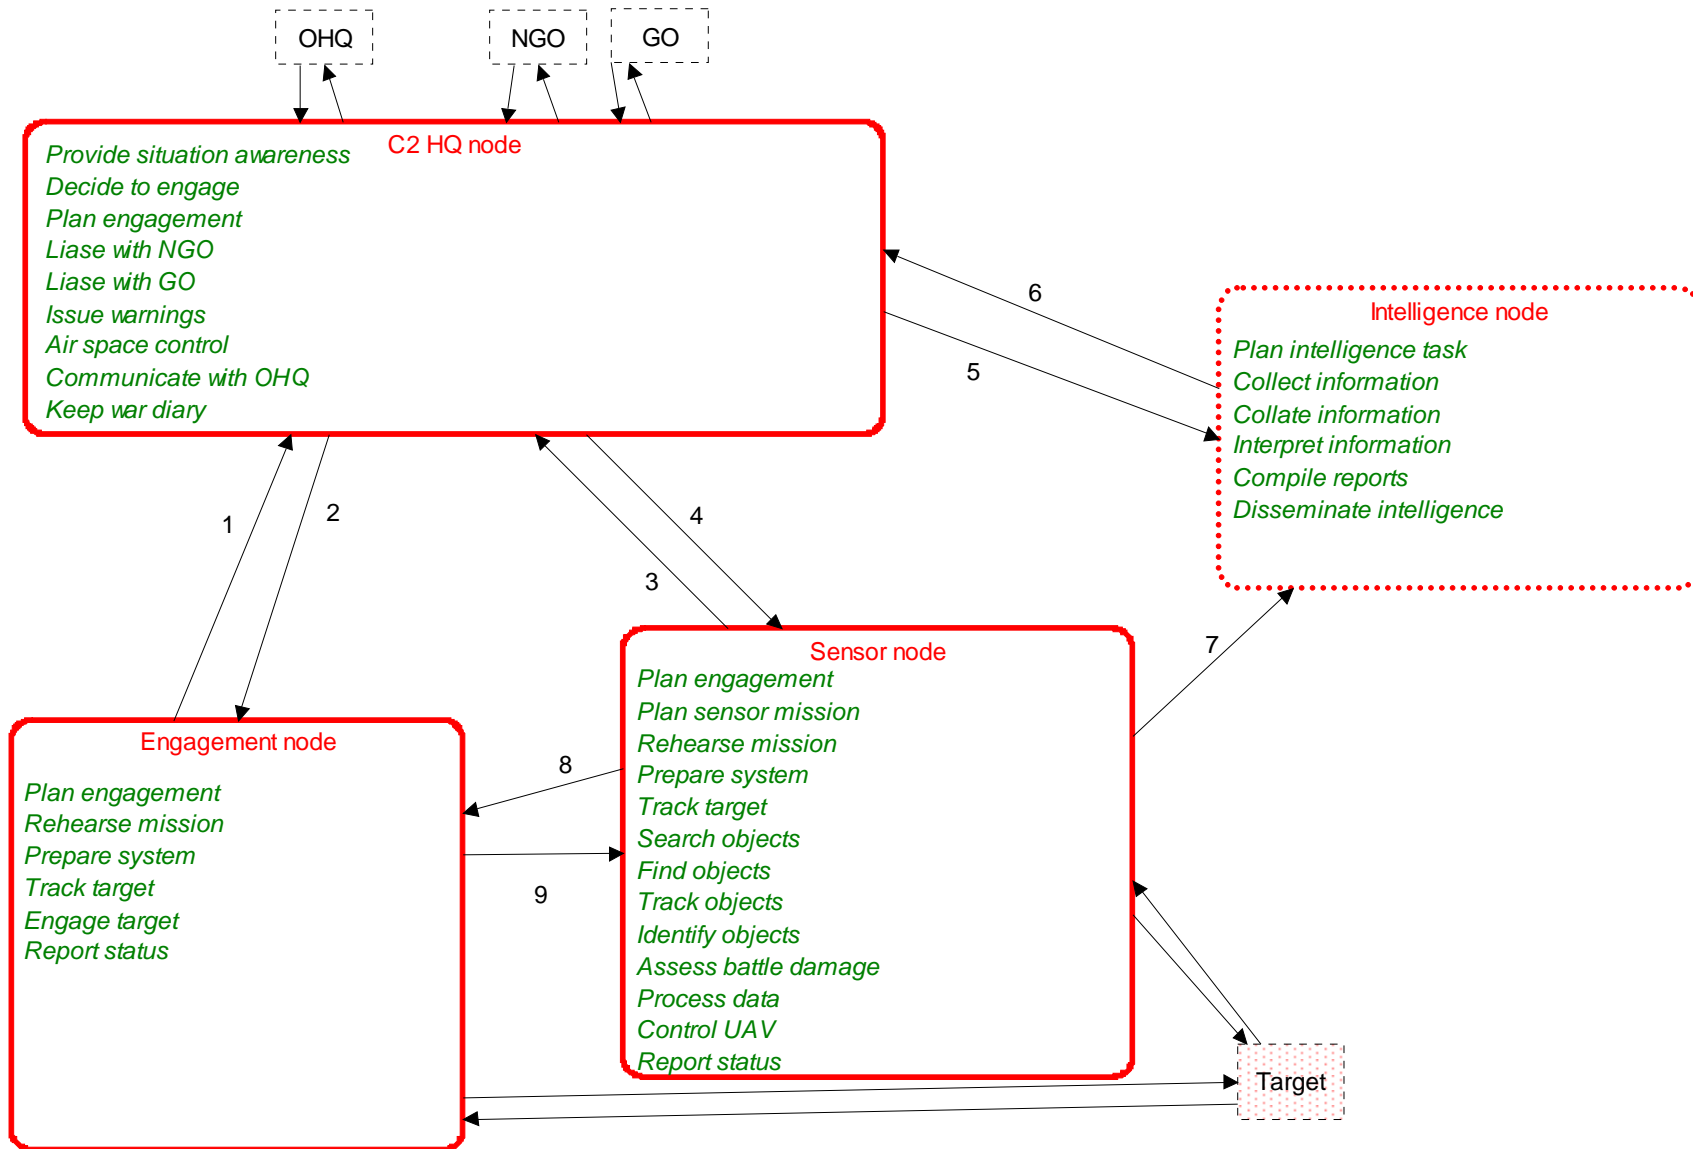 OHQ
NGO
GO
C2 HQ node
Provide situation awareness
Decide to engage
Plan engagement
Liase with NGO
Liase with GO
Issue warnings
Air space control
Communicate with OHQ
Keep war diary
6
5
Intelligence node
Plan intelligence task
Collect information
Collate information
Interpret information
Compile reports
Disseminate intelligence
1
2
3
4
7
Engagement node
Plan engagement
Rehearse mission
Prepare system
Track target
Engage target
Report status
8
9
Sensor node
Plan engagement
Plan sensor mission
Rehearse mission
Prepare system
Track target
Search objects
Find objects
Track objects
Identify objects
Assess battle damage
Process data
Control UAV
Report status
Target